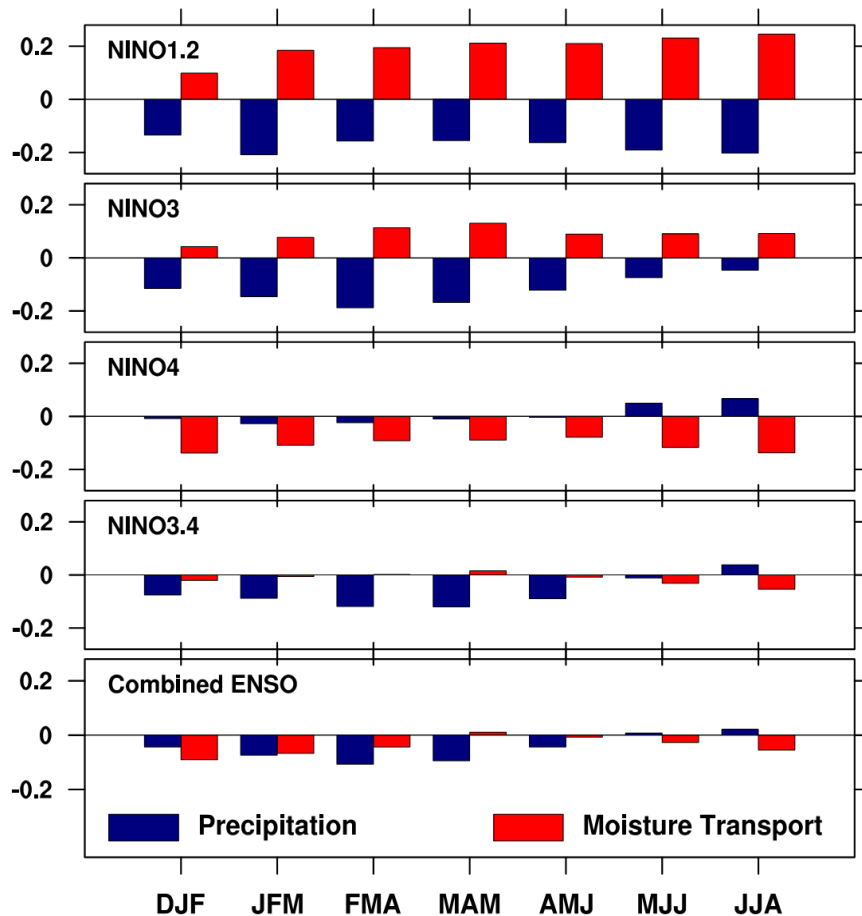 NINO1.2
0.2
0
-0.2
NINO3
0.2
0
-0.2
NINO4
0.2
0
-0.2
NINO3.4
0.2
0
-0.2
Combined ENSO
0.2
0
-0.2
Precipitation Moisture Transport
DJF JFM FMA MAM AMJ MJJ JJA